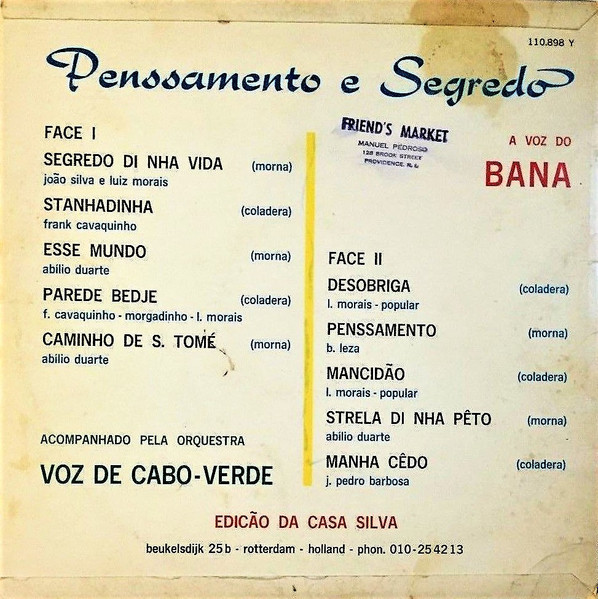 110.898 Y
Penssamento e Segredo
FACE I
SEGREDO DI NHA VIDA (morna)
joão silva e luiz morais
STANHADINHA (coladera)
frank cavaquinho
ESSE MUNDO (morna)
abílio duarte
PAREDE BEDJE (coladera)
f. cavaquinho - morgadinho - l. morais
CAMINHO DE S. TOMÉ (morna)
abílio duarte
ACOMPANHADO PELA ORQUESTRA
VOZ DE CABO-VERDE
FRIEND'S MARKET
MANUEL PEDROSO
128 BROOK STREET
PROVIDENCE, R. I.
A VOZ DO
BANA
FACE II
DESOBRIGA (coladera)
l. morais - popular
PENSSAMENTO (morna)
b. leza
MANCIDÃO (coladera)
l. morais - popular
STRELA DI NHA PÊTO (morna)
abílio duarte
MANHA CÊDO (coladera)
j. pedro barbosa
EDICÃO DA CASA SILVA
beukelsdijk 25b - rotterdam - holland - phon. 010-254213